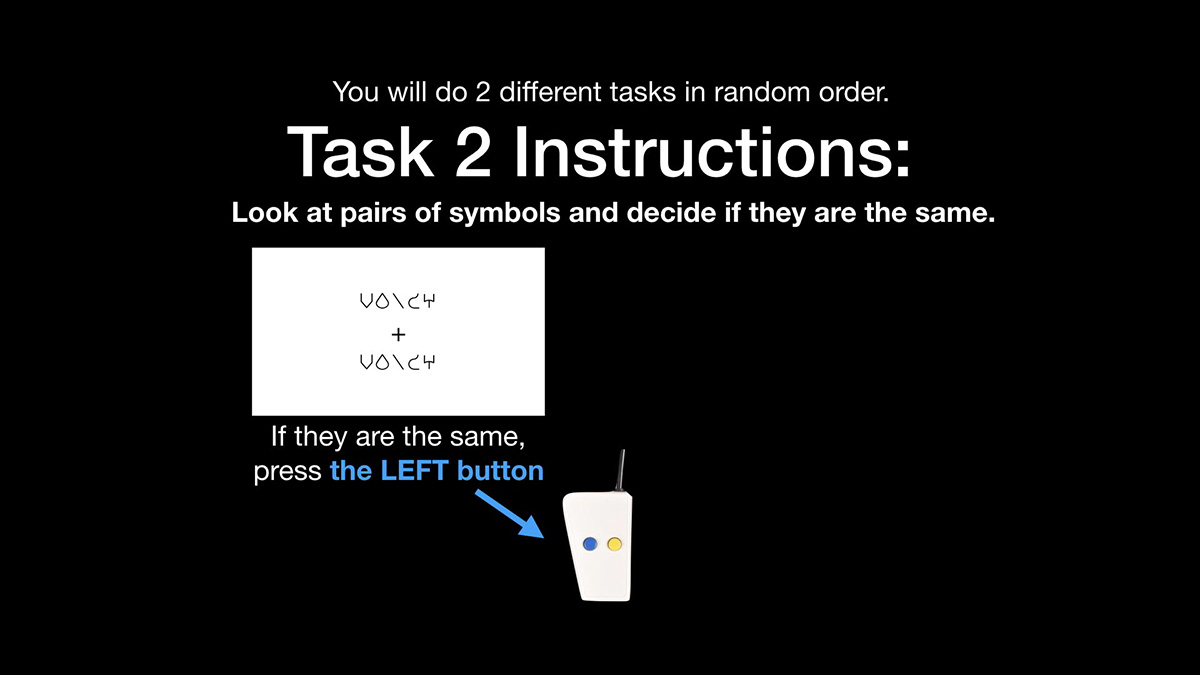 You will do 2 different tasks in random order.
Task 2 Instructions:
Look at pairs of symbols and decide if they are the same.
+
If they are the same,
press the LEFT button